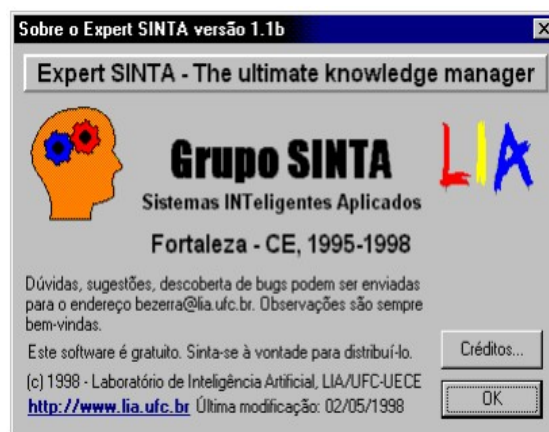 Sobre o Expert SINTA versão 1.1b
Expert SINTA - The ultimate knowledge manager
Grupo SINTA
LIA
Sistemas INTeligentes Aplicados
Fortaleza - CE, 1995-1998
Dúvidas, sugestões, descoberta de bugs podem ser enviadas
para o endereço bezerra@lia.ufc.br. Observações são sempre
bem-vindas.
Este software é gratuito. Sinta-se à vontade para distribuí-lo.
Créditos...
(c) 1998 - Laboratório de Inteligência Artificial, LIA/UFC-UECE
http://www.lia.ufc.br Última modificação: 02/05/1998
OK